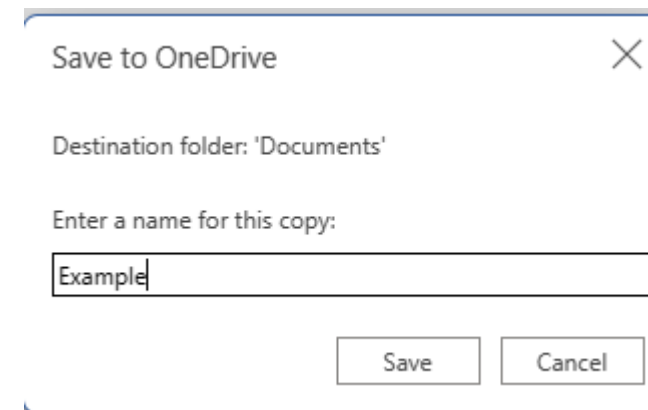 Save to OneDrive
Destination folder: 'Documents'
Enter a name for this copy:
Example
Save Cancel